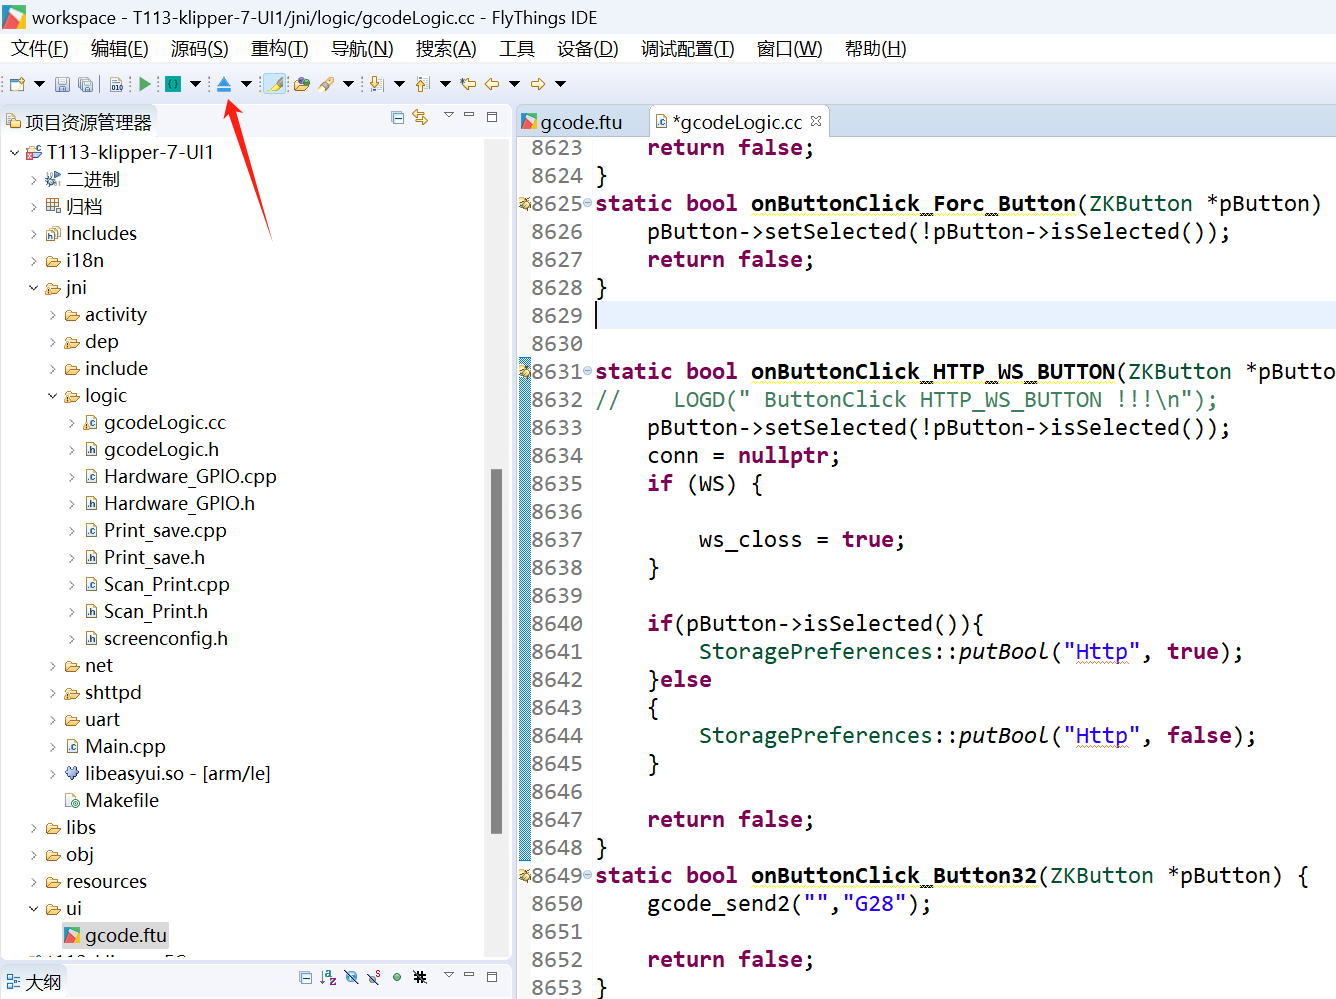 workspace - T113-klipper-7-UI1/jni/logic/gcodeLogic.cc - FlyThings IDE
文件(F) 编辑(E) 源码(S) 重构(T) 导航(N) 搜索(A) 工具 设备(D) 调试配置(T) 窗口(W) 帮助(H)
项目资源管理器
T113-klipper-7-UI1
二进制
归档
Includes
i18n
jni
activity
dep
include
logic
gcodeLogic.cc
gcodeLogic.h
Hardware_GPIO.cpp
Hardware_GPIO.h
Print_save.cpp
Print_save.h
Scan_Print.cpp
Scan_Print.h
screenconfig.h
net
shttpd
uart
Main.cpp
libeasyui.so - [arm/le]
Makefile
libs
obj
resources
ui
gcode.ftu
大纲
gcode.ftu
*gcodeLogic.cc
8623     return false;
8624 }
8625 static bool onButtonClick_Forc_Button(ZKButton *pButton)
8626     pButton->setSelected(!pButton->isSelected());
8627     return false;
8628 }
8629
8630
8631 static bool onButtonClick_HTTP_WS_BUTTON(ZKButton *pButto
8632 //    LOGD(" ButtonClick HTTP_WS_BUTTON !!!\n");
8633     pButton->setSelected(!pButton->isSelected());
8634     conn = nullptr;
8635     if (WS) {
8636
8637         ws_closs = true;
8638     }
8639
8640     if(pButton->isSelected()){
8641         StoragePreferences::putBool("Http", true);
8642     }else
8643     {
8644         StoragePreferences::putBool("Http", false);
8645     }
8646
8647     return false;
8648 }
8649 static bool onButtonClick_Button32(ZKButton *pButton) {
8650     gcode_send2("","G28");
8651
8652     return false;
8653 }